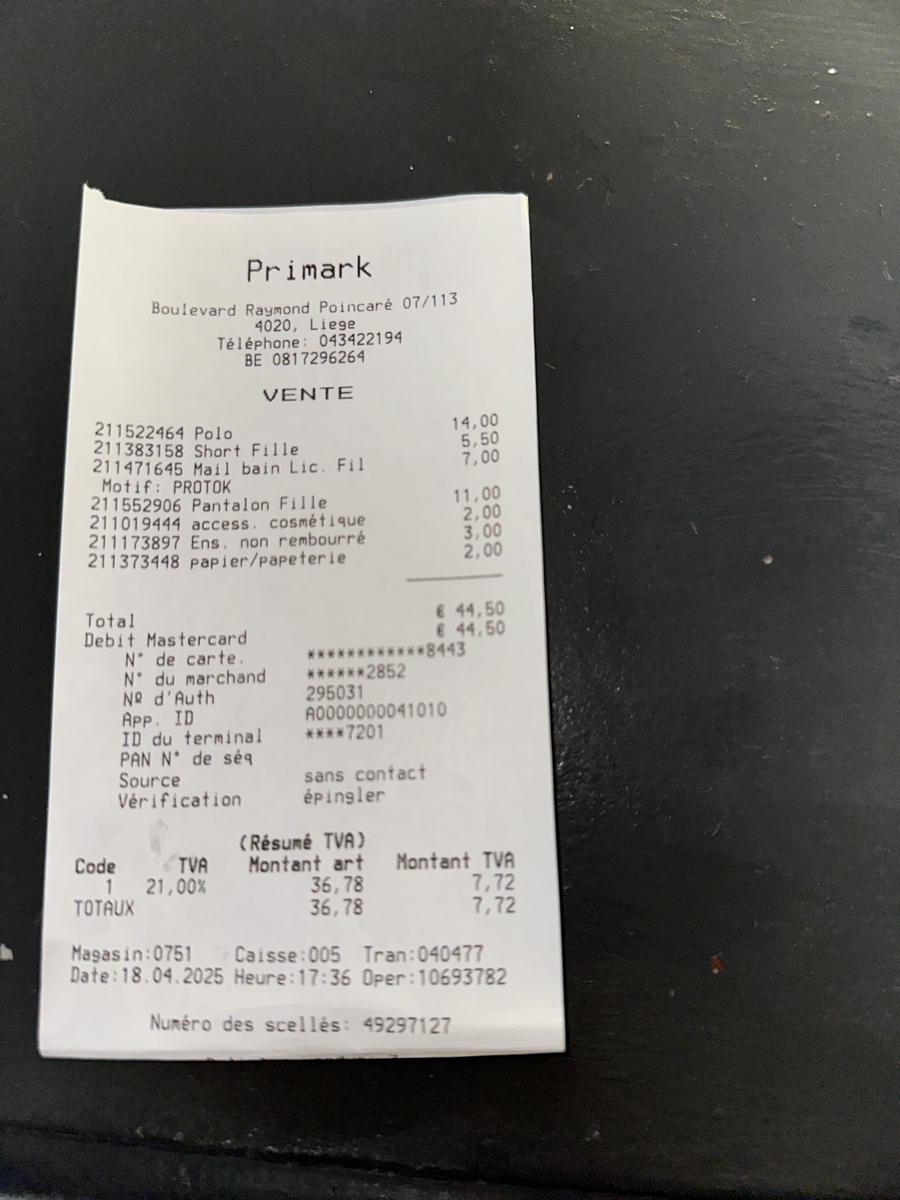 Primark
Boulevard Raymond Poincaré 07/113
4020, Liege
Téléphone: 043422194
BE 0817296264
VENTE
211522464 Polo 14,00
211383158 Short Fille 5,50
211471645 Mail bain Lic. Fil 7,00
Motif: PROTOK
211552906 Pantalon Fille 11,00
211019444 access. cosmétique 2,00
211173897 Ens. non rembourré 3,00
211373448 papier/papeterie 2,00
Total € 44,50
Debit Mastercard € 44,50
N° de carte. ************8443
N° du marchand ******2852
Nº d'Auth 295031
App. ID A0000000041010
ID du terminal ****7201
PAN N° de séq
Source sans contact
Vérification épingler
(Résumé TVA)
Code TVA Montant art Montant TVA
1 21,00% 36,78 7,72
TOTAUX 36,78 7,72
Magasin:0751 Caisse:005 Tran:040477
Date:18.04.2025 Heure:17:36 Oper:10693782
Numéro des scellés: 49297127